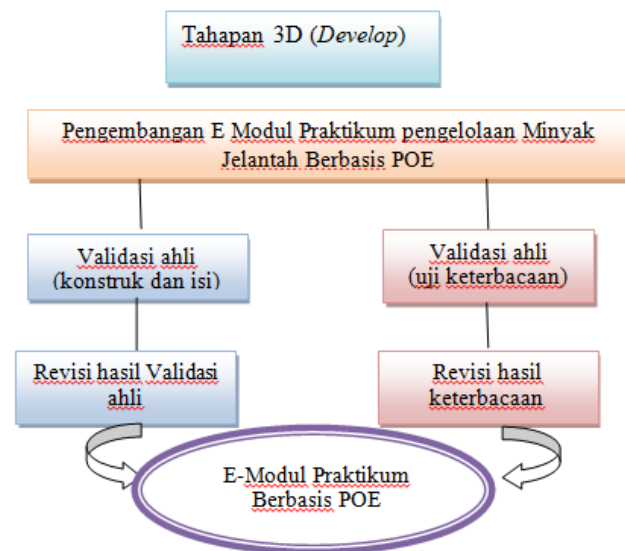 Tahapan 3D (Develop)
Pengembangan E Modul Praktikum pengelolaan Minyak
Jelantah Berbasis POE
Validasi ahli
(konstruk dan isi)
Validasi ahli
(uji keterbacaan)
Revisi hasil Validasi
ahli
Revisi hasil
keterbacaan
E-Modul Praktikum
Berbasis POE